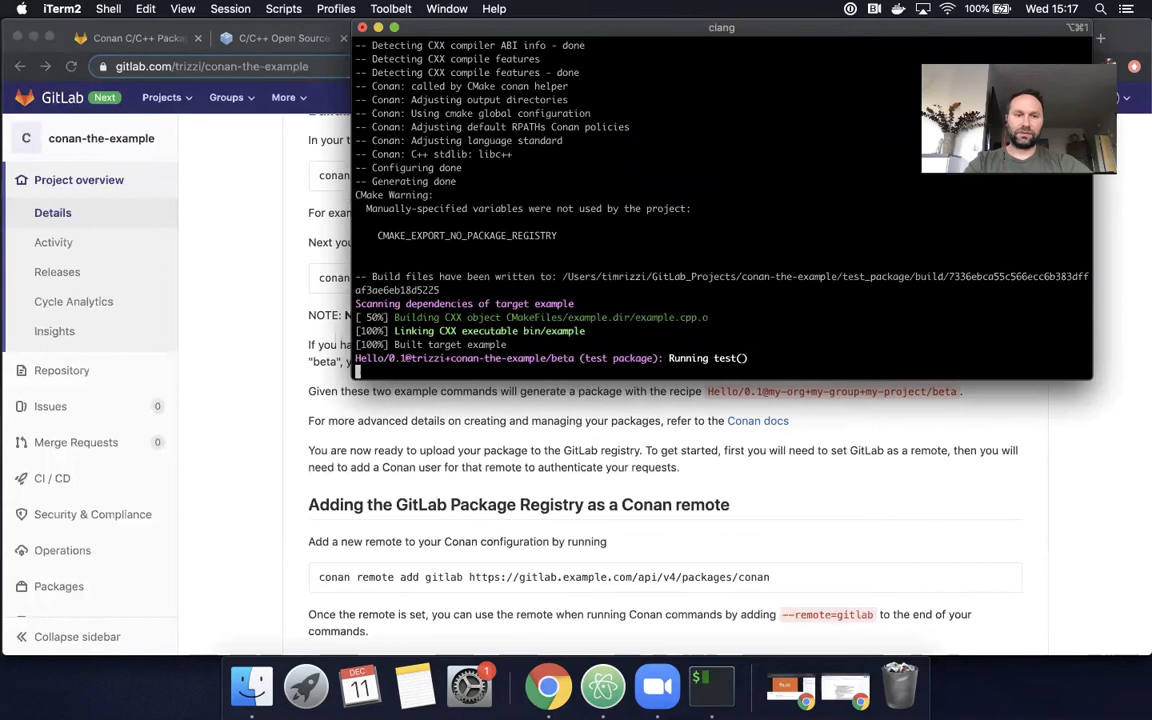 iTerm2 Shell Edit View Session Scripts Profiles Toolbelt Window Help 100% Wed 15:17
Conan C/C++ Packa
C/C++ Open Source
gitlab.com/trizzi/conan-the-example
GitLab Next Projects Groups More
C conan-the-example
Project overview
Details
Activity
Releases
Cycle Analytics
Insights
Repository
Issues 0
Merge Requests 0
CI / CD
Security & Compliance
Operations
Packages
Collapse sidebar
clang ⌥⌘1
-- Detecting CXX compiler ABI info - done
-- Detecting CXX compile features
-- Detecting CXX compile features - done
-- Conan: called by CMake conan helper
-- Conan: Adjusting output directories
-- Conan: Using cmake global configuration
-- Conan: Adjusting default RPATHs Conan policies
-- Conan: Adjusting language standard
-- Conan: C++ stdlib: libc++
-- Configuring done
-- Generating done
CMake Warning:
Manually-specified variables were not used by the project:
CMAKE_EXPORT_NO_PACKAGE_REGISTRY
-- Build files have been written to: /Users/timrizzi/GitLab_Projects/conan-the-example/test_package/build/7336ebca55c566ecc6b383dff
af3ae6eb18d5225
Scanning dependencies of target example
[ 50%] Building CXX object CMakeFiles/example.dir/example.cpp.o
[100%] Linking CXX executable bin/example
[100%] Built target example
Hello/0.1@trizzi+conan-the-example/beta (test package): Running test()
In your t
conan
For exam
Next you
conan
NOTE: N
If you ha
"beta", y
Given these two example commands will generate a package with the recipe Hello/0.1@my-org+my-group+my-project/beta.
For more advanced details on creating and managing your packages, refer to the Conan docs
You are now ready to upload your package to the GitLab registry. To get started, first you will need to set GitLab as a remote, then you will
need to add a Conan user for that remote to authenticate your requests.
Adding the GitLab Package Registry as a Conan remote
Add a new remote to your Conan configuration by running
conan remote add gitlab https://gitlab.example.com/api/v4/packages/conan
Once the remote is set, you can use the remote when running Conan commands by adding --remote=gitlab to the end of your
commands.
DEC
11
1
$